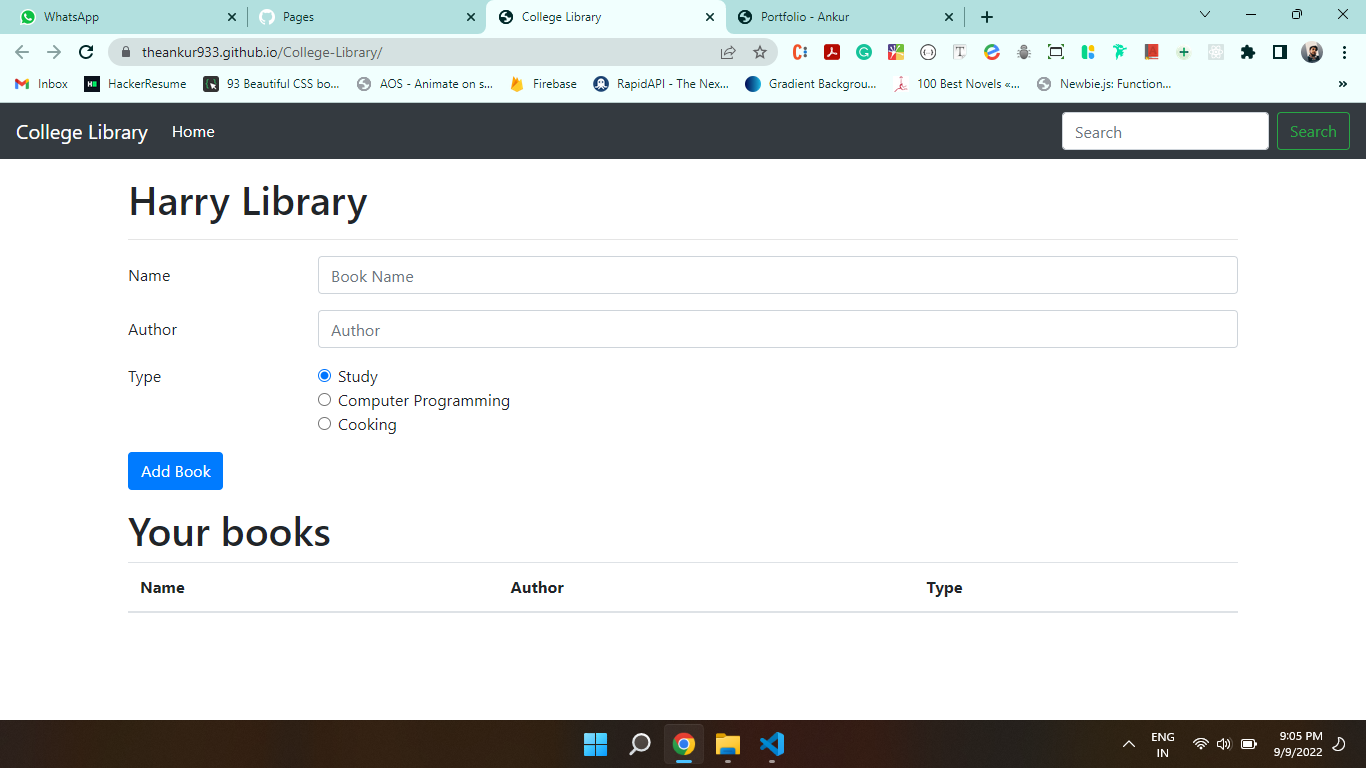 WhatsApp
Pages
College Library
Portfolio - Ankur
theankur933.github.io/College-Library/
Inbox
HackerResume
93 Beautiful CSS bo...
AOS - Animate on s...
Firebase
RapidAPI - The Nex...
Gradient Backgrou...
100 Best Novels «...
Newbie.js: Function...
»
College Library
Home
Search
Search
Harry Library
Name
Book Name
Author
Author
Type
Study
Computer Programming
Cooking
Add Book
Your books
Name Author Type
ENG
IN
9:05 PM
9/9/2022